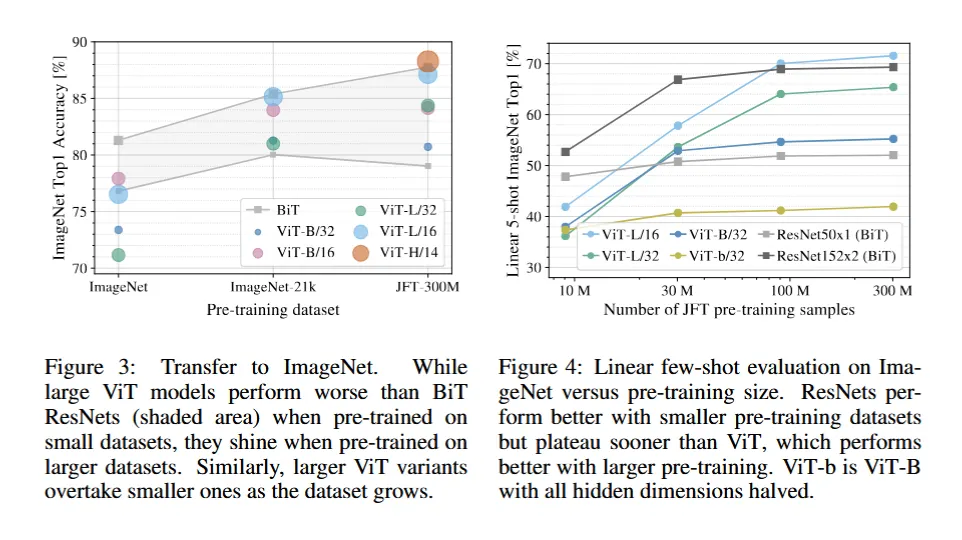 90
85
80
75
70
ImageNet Top1 Accuracy [%]
BiT
ViT-B/32
ViT-B/16
ViT-L/32
ViT-L/16
ViT-H/14
ImageNet
ImageNet-21k
JFT-300M
Pre-training dataset
70
60
50
40
30
Linear 5-shot ImageNet Top1 [%]
ViT-L/16
ViT-L/32
ViT-B/32
ViT-b/32
ResNet50x1 (BiT)
ResNet152x2 (BiT)
10 M
30 M
100 M
300 M
Number of JFT pre-training samples
Figure 3: Transfer to ImageNet. While
large ViT models perform worse than BiT
ResNets (shaded area) when pre-trained on
small datasets, they shine when pre-trained on
larger datasets. Similarly, larger ViT variants
overtake smaller ones as the dataset grows.
Figure 4: Linear few-shot evaluation on Ima-
geNet versus pre-training size. ResNets per-
form better with smaller pre-training datasets
but plateau sooner than ViT, which performs
better with larger pre-training. ViT-b is ViT-B
with all hidden dimensions halved.